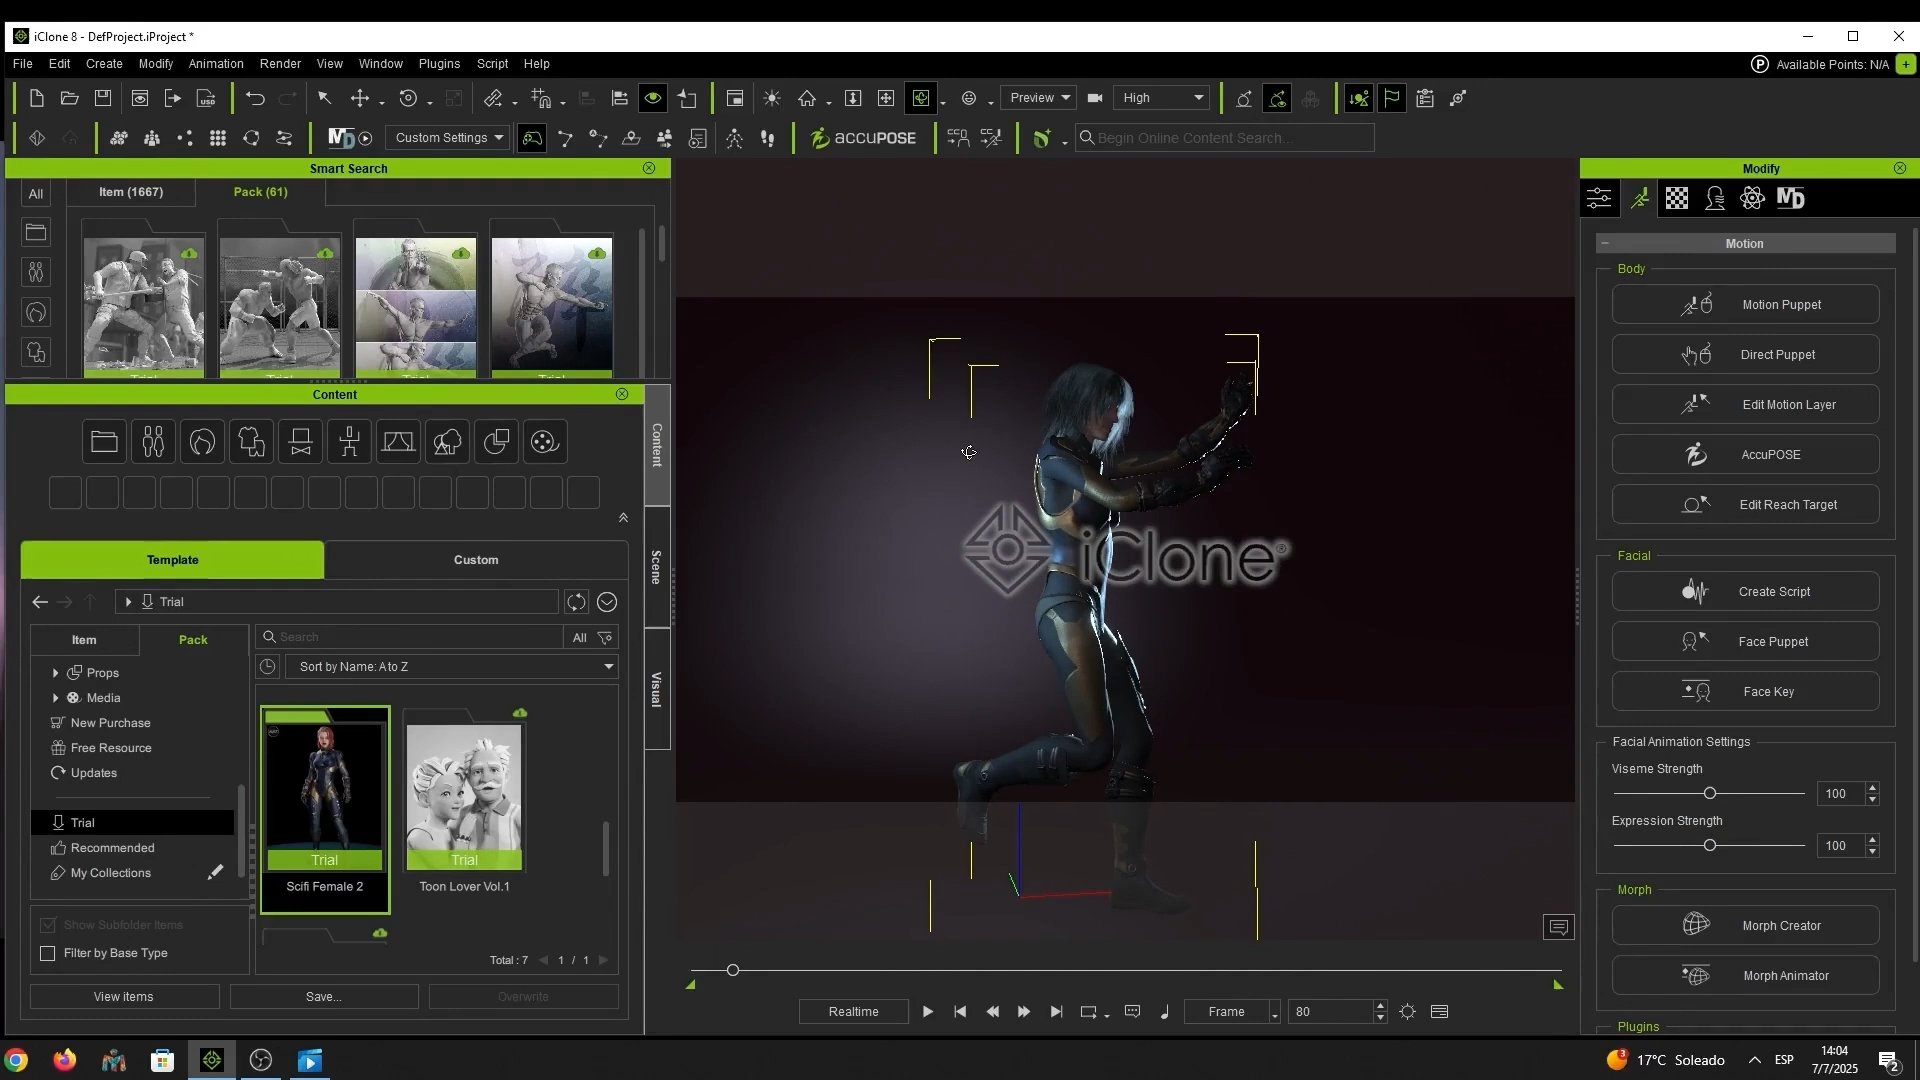 iClone 8 - DefProject.iProject *
File Edit Create Modify Animation Render View Window Plugins Script Help
Available Points: N/A
Preview
High
Custom Settings
ACCUPOSE
Begin Online Content Search...
Smart Search
All
Item (1667)
Pack (61)
Trial Trial Trial Trial
Content
Content
Scene
Visual
Template
Custom
Trial
Item
Pack
Search
All
Sort by Name: A to Z
Props
Media
New Purchase
Free Resource
Updates
Trial
Recommended
My Collections
Trial
Scifi Female 2
Trial
Toon Lover Vol.1
Show Subfolder Items
Filter by Base Type
Total : 7 1 / 1
View items
Save...
Overwrite
iClone®
Realtime
Frame
80
Modify
Motion
Body
Motion Puppet
Direct Puppet
Edit Motion Layer
AccuPOSE
Edit Reach Target
Facial
Create Script
Face Puppet
Face Key
Facial Animation Settings
Viseme Strength
100
Expression Strength
100
Morph
Morph Creator
Morph Animator
Plugins
3
17°C Soleado
ESP
14:04
7/7/2025
2